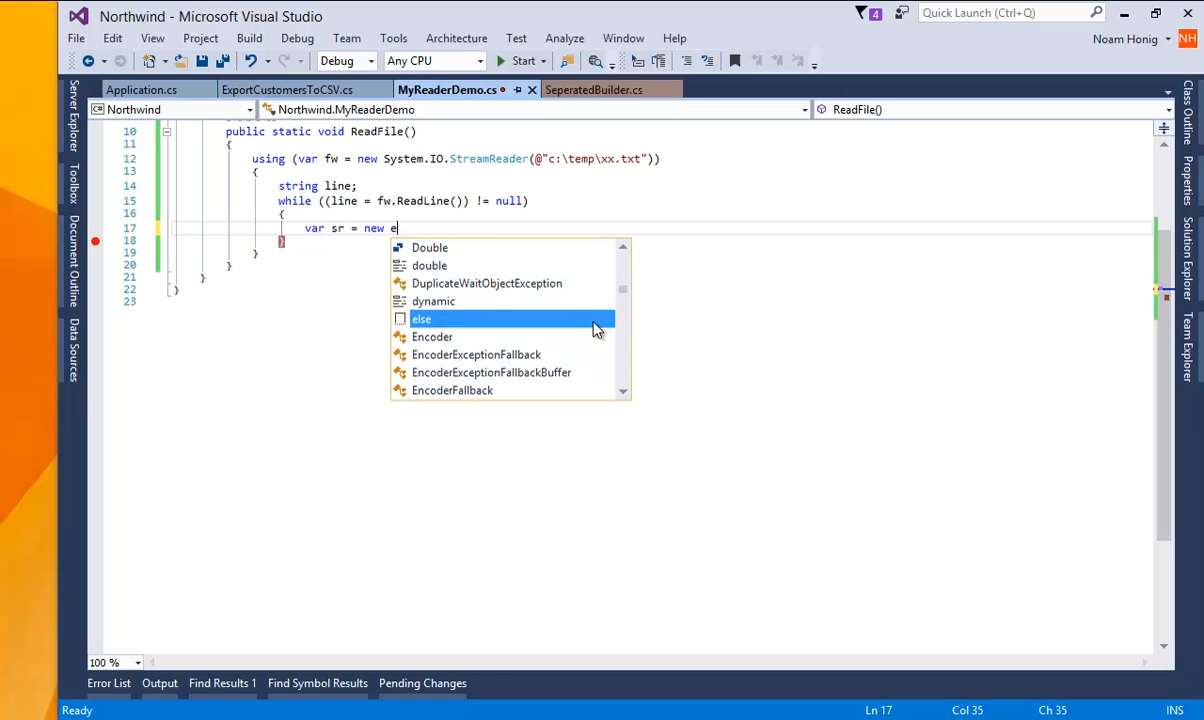 Northwind - Microsoft Visual Studio
4
Quick Launch (Ctrl+Q)
File Edit View Project Build Debug Team Tools Architecture Test Analyze Window Help
Noam Honig NH
Debug Any CPU Start
Application.cs ExportCustomersToCSV.cs MyReaderDemo.cs SeperatedBuilder.cs
Northwind Northwind.MyReaderDemo ReadFile()
Server Explorer
Toolbox
Document Outline
Data Sources
10 public static void ReadFile()
11 {
12 using (var fw = new System.IO.StreamReader(@"c:\temp\xx.txt"))
13 {
14 string line;
15 while ((line = fw.ReadLine()) != null)
16 {
17 var sr = new e
18 }
19 }
20 }
21 }
22 }
23
Double
double
DuplicateWaitObjectException
dynamic
else
Encoder
EncoderExceptionFallback
EncoderExceptionFallbackBuffer
EncoderFallback
Class Outline
Properties
Solution Explorer
Team Explorer
100 %
Error List Output Find Results 1 Find Symbol Results Pending Changes
Ready Ln 17 Col 35 Ch 35 INS